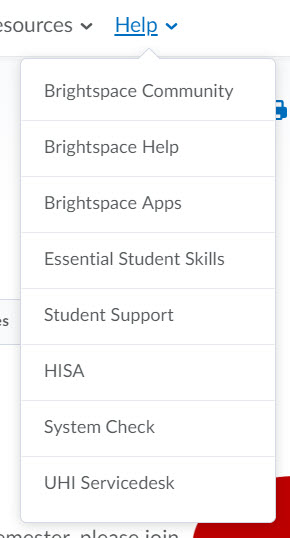 esources Help
Brightspace Community
Brightspace Help
Brightspace Apps
Essential Student Skills
es
Student Support
HISA
System Check
UHI Servicedesk
emester, please join